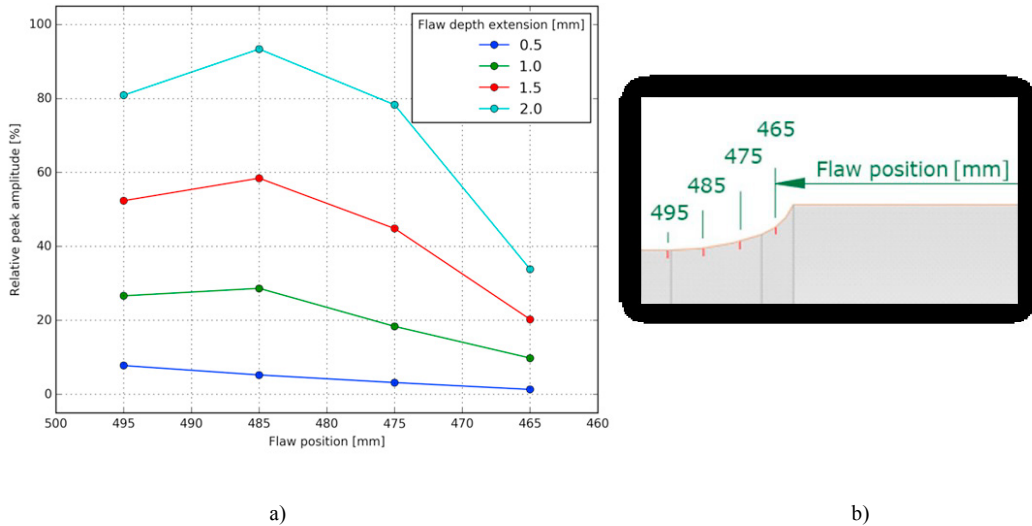 100
80
60
40
20
0
Relative peak amplitude [%]
Flaw depth extension [mm]
0.5
1.0
1.5
2.0
500 495 490 485 480 475 470 465 460
Flaw position [mm]
a)
465
475
485
495
Flaw position [mm]
b)